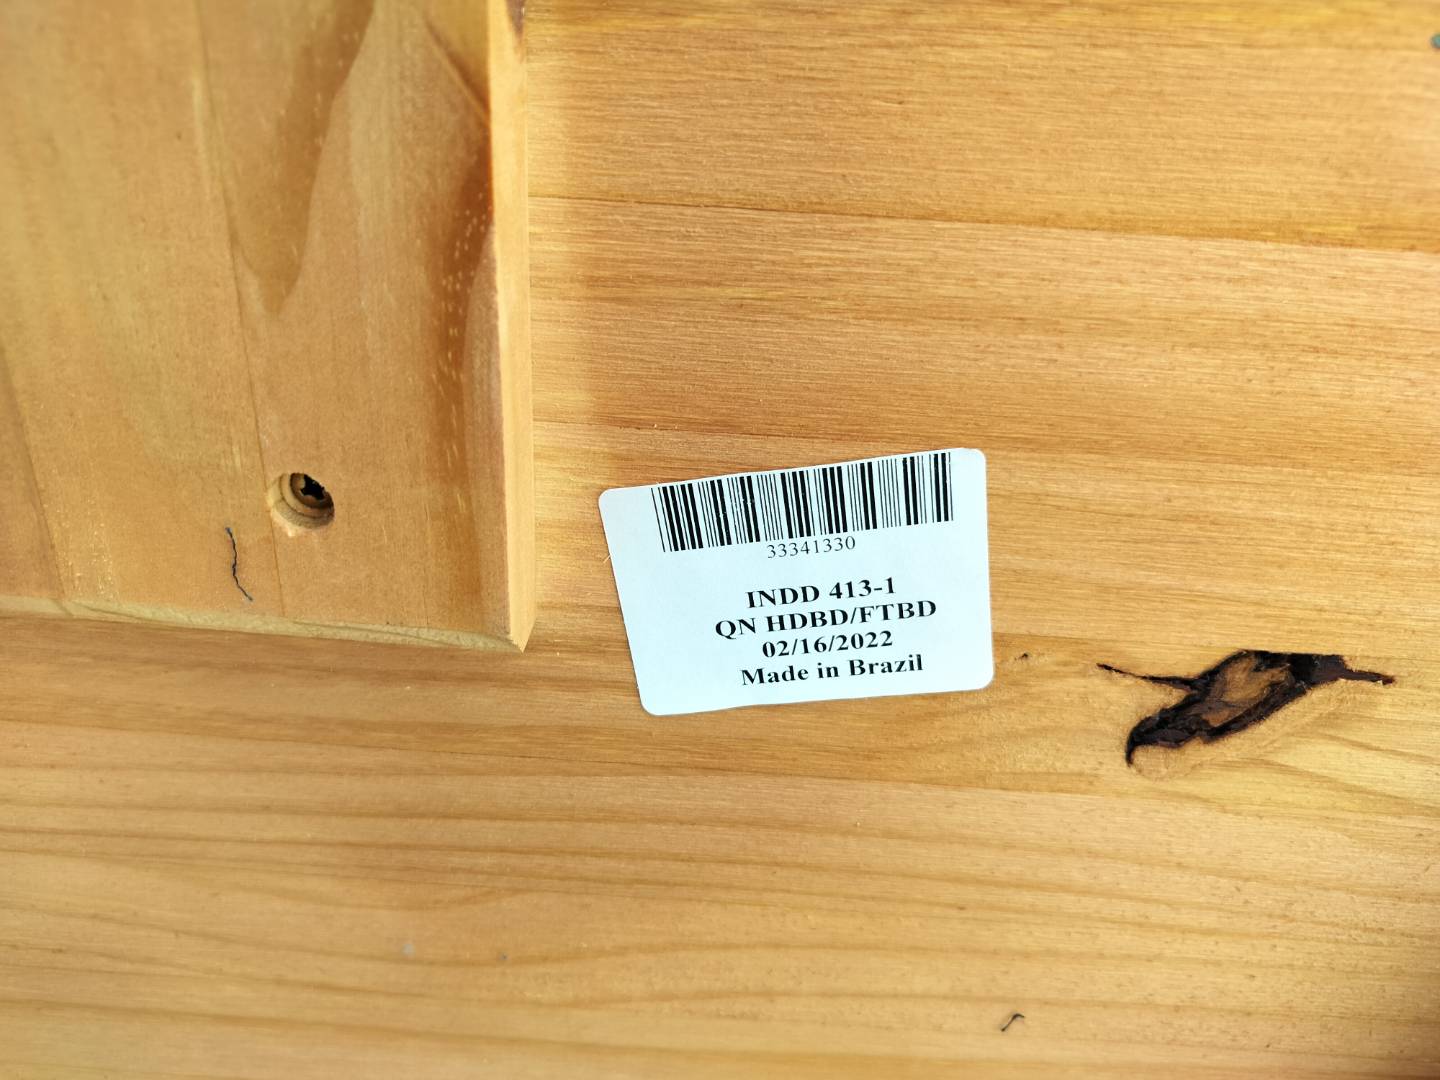 33341330
INDD 413-1
QN HDBD/FTBD
02/16/2022
Made in Brazil